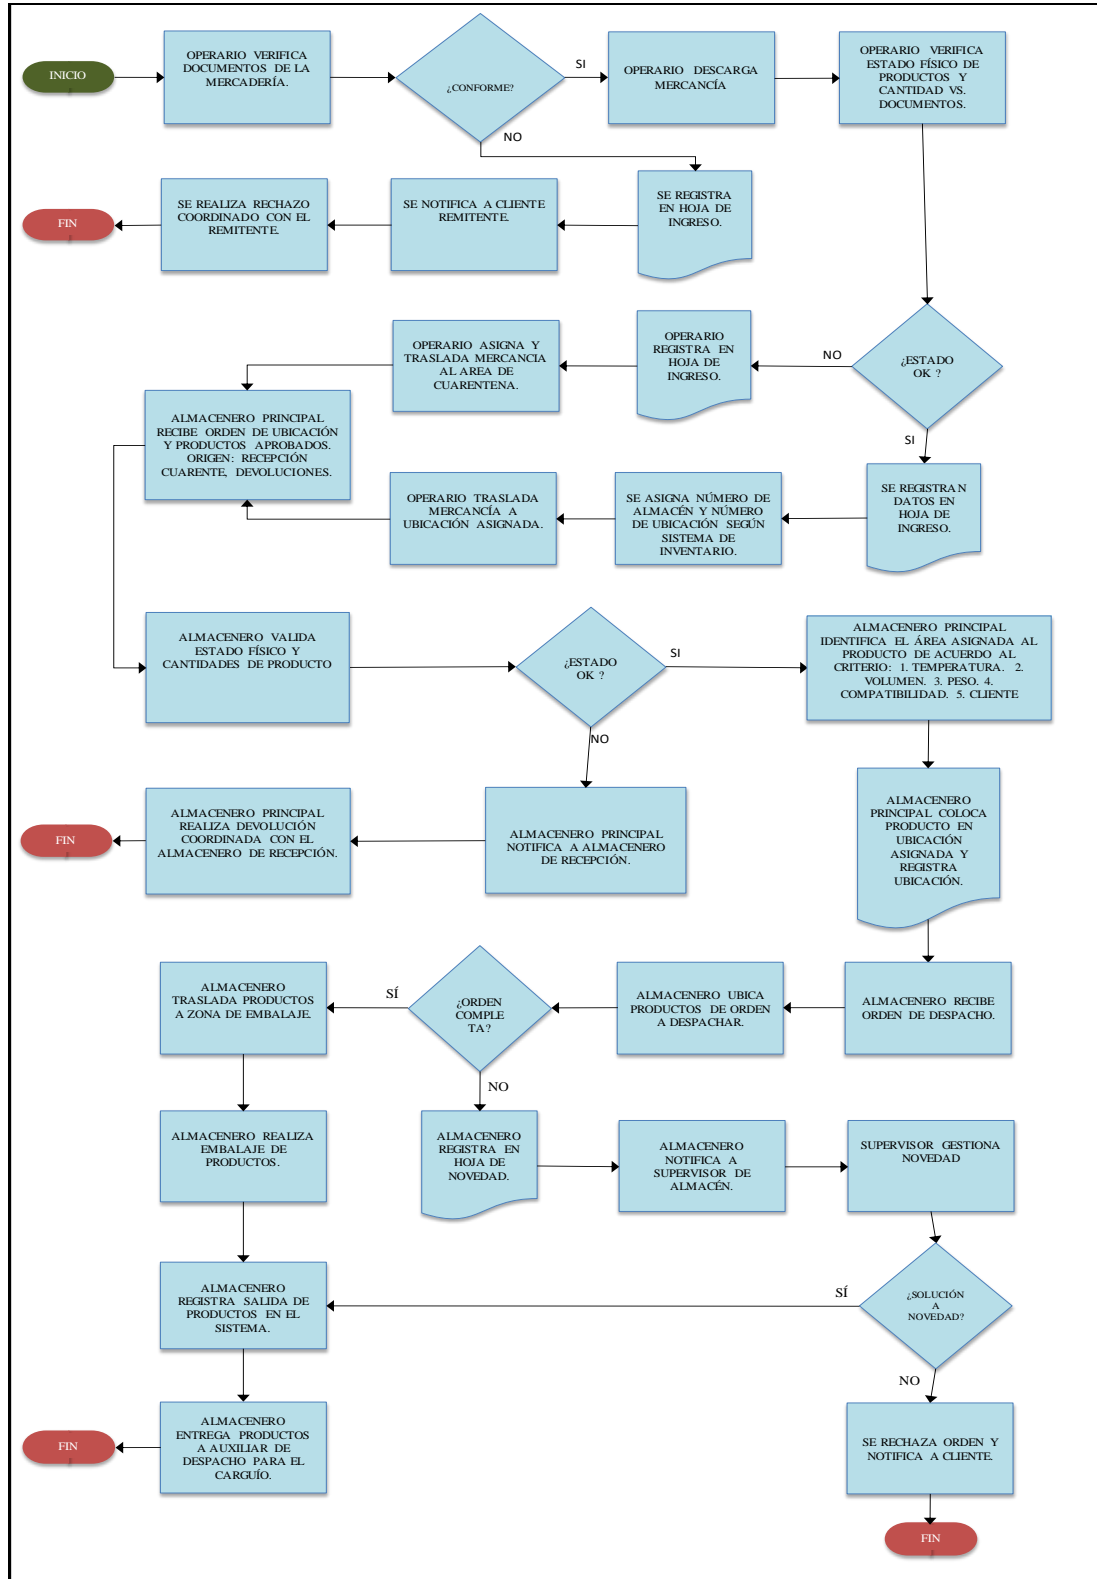 INICIO
OPERARIO VERIFICA
DOCUMENTOS DE LA
MERCADERÍA.
¿CONFORME?
SI
OPERARIO DESCARGA
MERCANCÍA
OPERARIO VERIFICA
ESTADO FÍSICO DE
PRODUCTOS Y
CANTIDAD VS.
DOCUMENTOS.
NO
SE REGISTRA
EN HOJA DE
INGRESO.
SE NOTIFICA A CLIENTE
REMITENTE.
SE REALIZA RECHAZO
COORDINADO CON EL
REMITENTE.
FIN
¿ESTADO
OK ?
NO
OPERARIO
REGISTRA EN
HOJA DE
INGRESO.
OPERARIO ASIGNA Y
TRASLADA MERCANCIA
AL AREA DE
CUARENTENA.
ALMACENERO PRINCIPAL
RECIBE ORDEN DE UBICACIÓN
Y PRODUCTOS APROBADOS.
ORIGEN: RECEPCIÓN
CUARENTE, DEVOLUCIONES.
SI
SE REGISTRAN
DATOS EN
HOJA DE
INGRESO.
SE ASIGNA NÚMERO DE
ALMACÉN Y NÚMERO
DE UBICACIÓN SEGÚN
SISTEMA DE
INVENTARIO.
OPERARIO TRASLADA
MERCANCÍA A
UBICACIÓN ASIGNADA.
ALMACENERO VALIDA
ESTADO FÍSICO Y
CANTIDADES DE PRODUCTO
¿ESTADO
OK ?
SI
ALMACENERO PRINCIPAL
IDENTIFICA EL ÁREA ASIGNADA AL
PRODUCTO DE ACUERDO AL
CRITERIO: 1. TEMPERATURA. 2.
VOLUMEN. 3. PESO. 4.
COMPATIBILIDAD. 5. CLIENTE
NO
ALMACENERO PRINCIPAL
NOTIFICA A ALMACENERO
DE RECEPCIÓN.
ALMACENERO PRINCIPAL
REALIZA DEVOLUCIÓN
COORDINADA CON EL
ALMACENERO DE RECEPCIÓN.
FIN
ALMACENERO
PRINCIPAL COLOCA
PRODUCTO EN
UBICACIÓN
ASIGNADA Y
REGISTRA
UBICACIÓN.
ALMACENERO RECIBE
ORDEN DE DESPACHO.
ALMACENERO UBICA
PRODUCTOS DE ORDEN
A DESPACHAR.
¿ORDEN
COMPLE
TA?
SÍ
ALMACENERO
TRASLADA PRODUCTOS
A ZONA DE EMBALAJE.
NO
ALMACENERO REALIZA
EMBALAJE DE
PRODUCTOS.
ALMACENERO
REGISTRA EN
HOJA DE
NOVEDAD.
ALMACENERO
NOTIFICA A
SUPERVISOR DE
ALMACÉN.
SUPERVISOR GESTIONA
NOVEDAD
¿SOLUCIÓN
A
NOVEDAD?
SÍ
ALMACENERO
REGISTRA SALIDA DE
PRODUCTOS EN EL
SISTEMA.
NO
ALMACENERO
ENTREGA PRODUCTOS
A AUXILIAR DE
DESPACHO PARA EL
CARGUÍO.
FIN
SE RECHAZA ORDEN Y
NOTIFICA A CLIENTE.
FIN